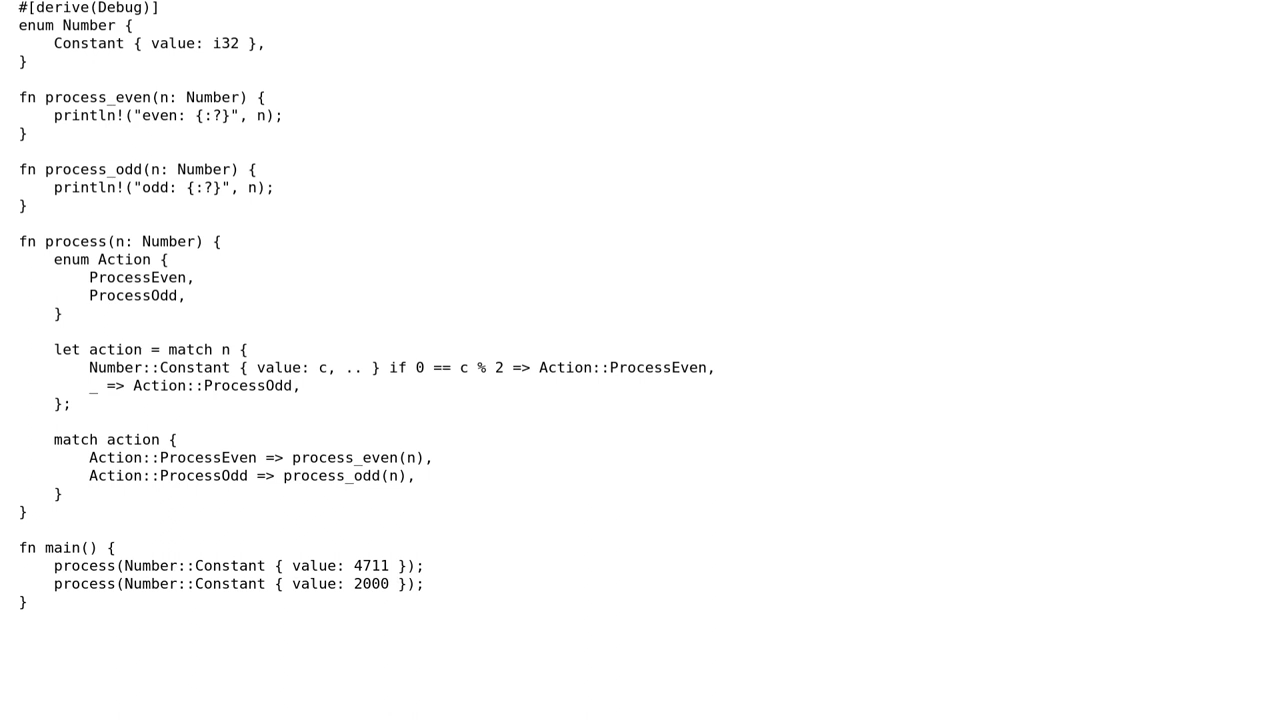 #[derive(Debug)]
enum Number {
    Constant { value: i32 },
}

fn process_even(n: Number) {
    println!("even: {:?}", n);
}

fn process_odd(n: Number) {
    println!("odd: {:?}", n);
}

fn process(n: Number) {
    enum Action {
        ProcessEven,
        ProcessOdd,
    }

    let action = match n {
        Number::Constant { value: c, .. } if 0 == c % 2 => Action::ProcessEven,
        _ => Action::ProcessOdd,
    };

    match action {
        Action::ProcessEven => process_even(n),
        Action::ProcessOdd => process_odd(n),
    }
}

fn main() {
    process(Number::Constant { value: 4711 });
    process(Number::Constant { value: 2000 });
}